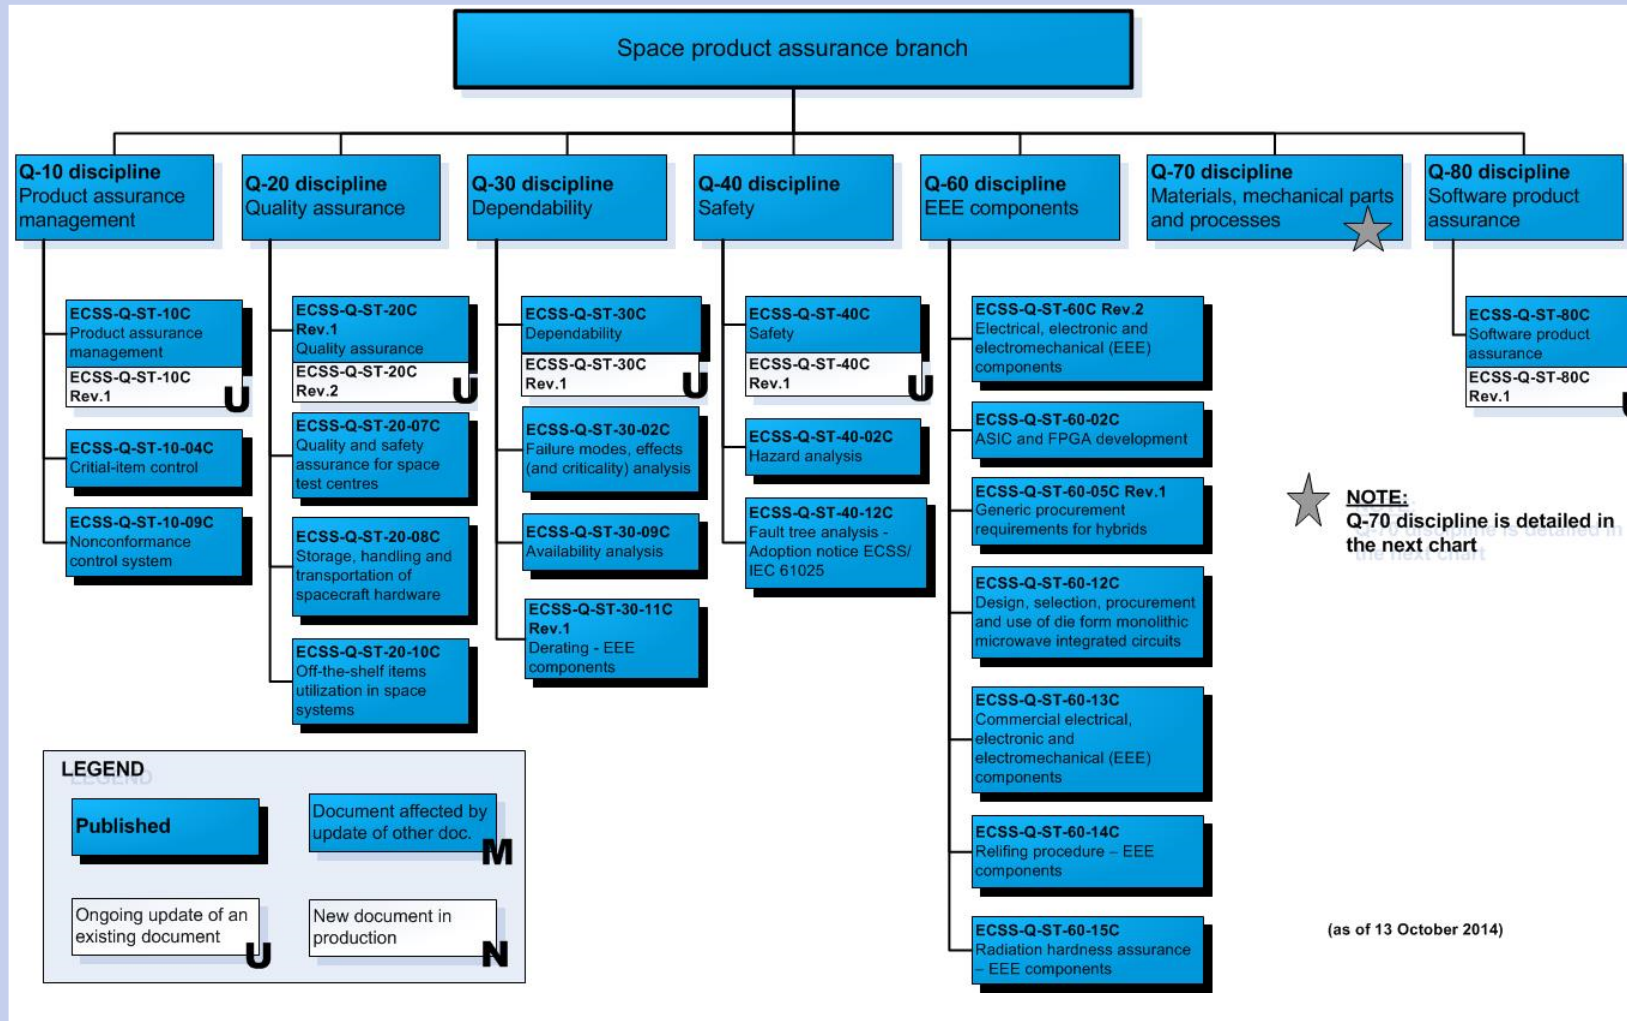 Space product assurance branch
Q-10 discipline
Product assurance
management
Q-20 discipline
Quality assurance
Q-30 discipline
Dependability
Q-40 discipline
Safety
Q-60 discipline
EEE components
Q-70 discipline
Materials, mechanical parts
and processes
Q-80 discipline
Software product
assurance
ECSS-Q-ST-10C
Product assurance
management
ECSS-Q-ST-10C
Rev.1
U
ECSS-Q-ST-10-04C
Critial-item control
ECSS-Q-ST-10-09C
Nonconformance
control system
ECSS-Q-ST-20C
Rev.1
Quality assurance
ECSS-Q-ST-20C
Rev.2
U
ECSS-Q-ST-20-07C
Quality and safety
assurance for space
test centres
ECSS-Q-ST-20-08C
Storage, handling and
transportation of
spacecraft hardware
ECSS-Q-ST-20-10C
Off-the-shelf items
utilization in space
systems
ECSS-Q-ST-30C
Dependability
ECSS-Q-ST-30C
Rev.1
U
ECSS-Q-ST-30-02C
Failure modes, effects
(and criticality) analysis
ECSS-Q-ST-30-09C
Availability analysis
ECSS-Q-ST-30-11C
Rev.1
Derating - EEE
components
ECSS-Q-ST-40C
Safety
ECSS-Q-ST-40C
Rev.1
U
ECSS-Q-ST-40-02C
Hazard analysis
ECSS-Q-ST-40-12C
Fault tree analysis -
Adoption notice ECSS/
IEC 61025
ECSS-Q-ST-60C Rev.2
Electrical, electronic and
electromechanical (EEE)
components
ECSS-Q-ST-60-02C
ASIC and FPGA development
ECSS-Q-ST-60-05C Rev.1
Generic procurement
requirements for hybrids
ECSS-Q-ST-60-12C
Design, selection, procurement
and use of die form monolithic
microwave integrated circuits
ECSS-Q-ST-60-13C
Commercial electrical,
electronic and
electromechanical (EEE)
components
ECSS-Q-ST-60-14C
Relifing procedure – EEE
components
ECSS-Q-ST-60-15C
Radiation hardness assurance
– EEE components
ECSS-Q-ST-80C
Software product
assurance
ECSS-Q-ST-80C
Rev.1
U
NOTE:
Q-70 discipline is detailed in
the next chart
LEGEND
Published
Document affected by
update of other doc.
M
Ongoing update of an
existing document
U
New document in
production
N
(as of 13 October 2014)